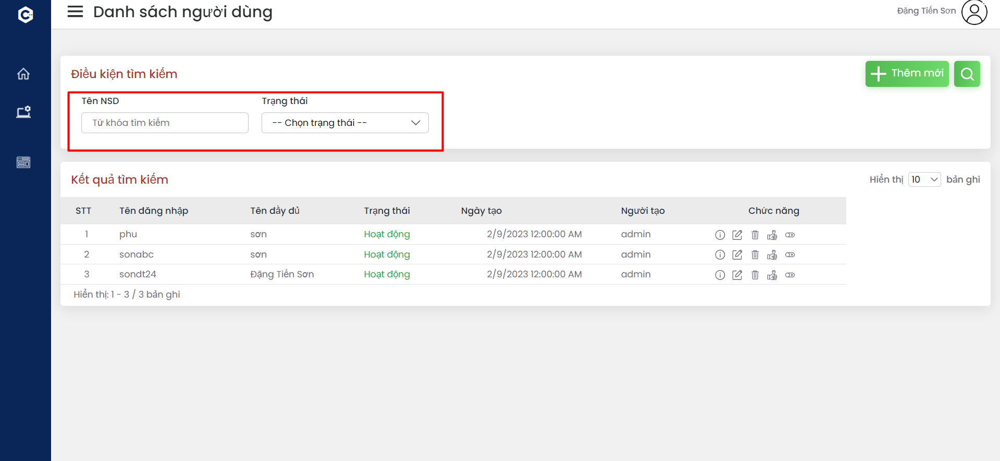 Danh sách người dùng
Đặng Tiến Sơn
Điều kiện tìm kiếm
Thêm mới
Tên NSD
Trạng thái
Từ khóa tìm kiếm
-- Chọn trạng thái --
Kết quả tìm kiếm
Hiển thị 10 bản ghi
STT Tên đăng nhập Tên đầy đủ Trạng thái Ngày tạo Người tạo Chức năng
1 phu sơn Hoạt động 2/9/2023 12:00:00 AM admin
2 sonabc sơn Hoạt động 2/9/2023 12:00:00 AM admin
3 sondt24 Đặng Tiến Sơn Hoạt động 2/9/2023 12:00:00 AM admin
Hiển thị: 1 - 3 / 3 bản ghi